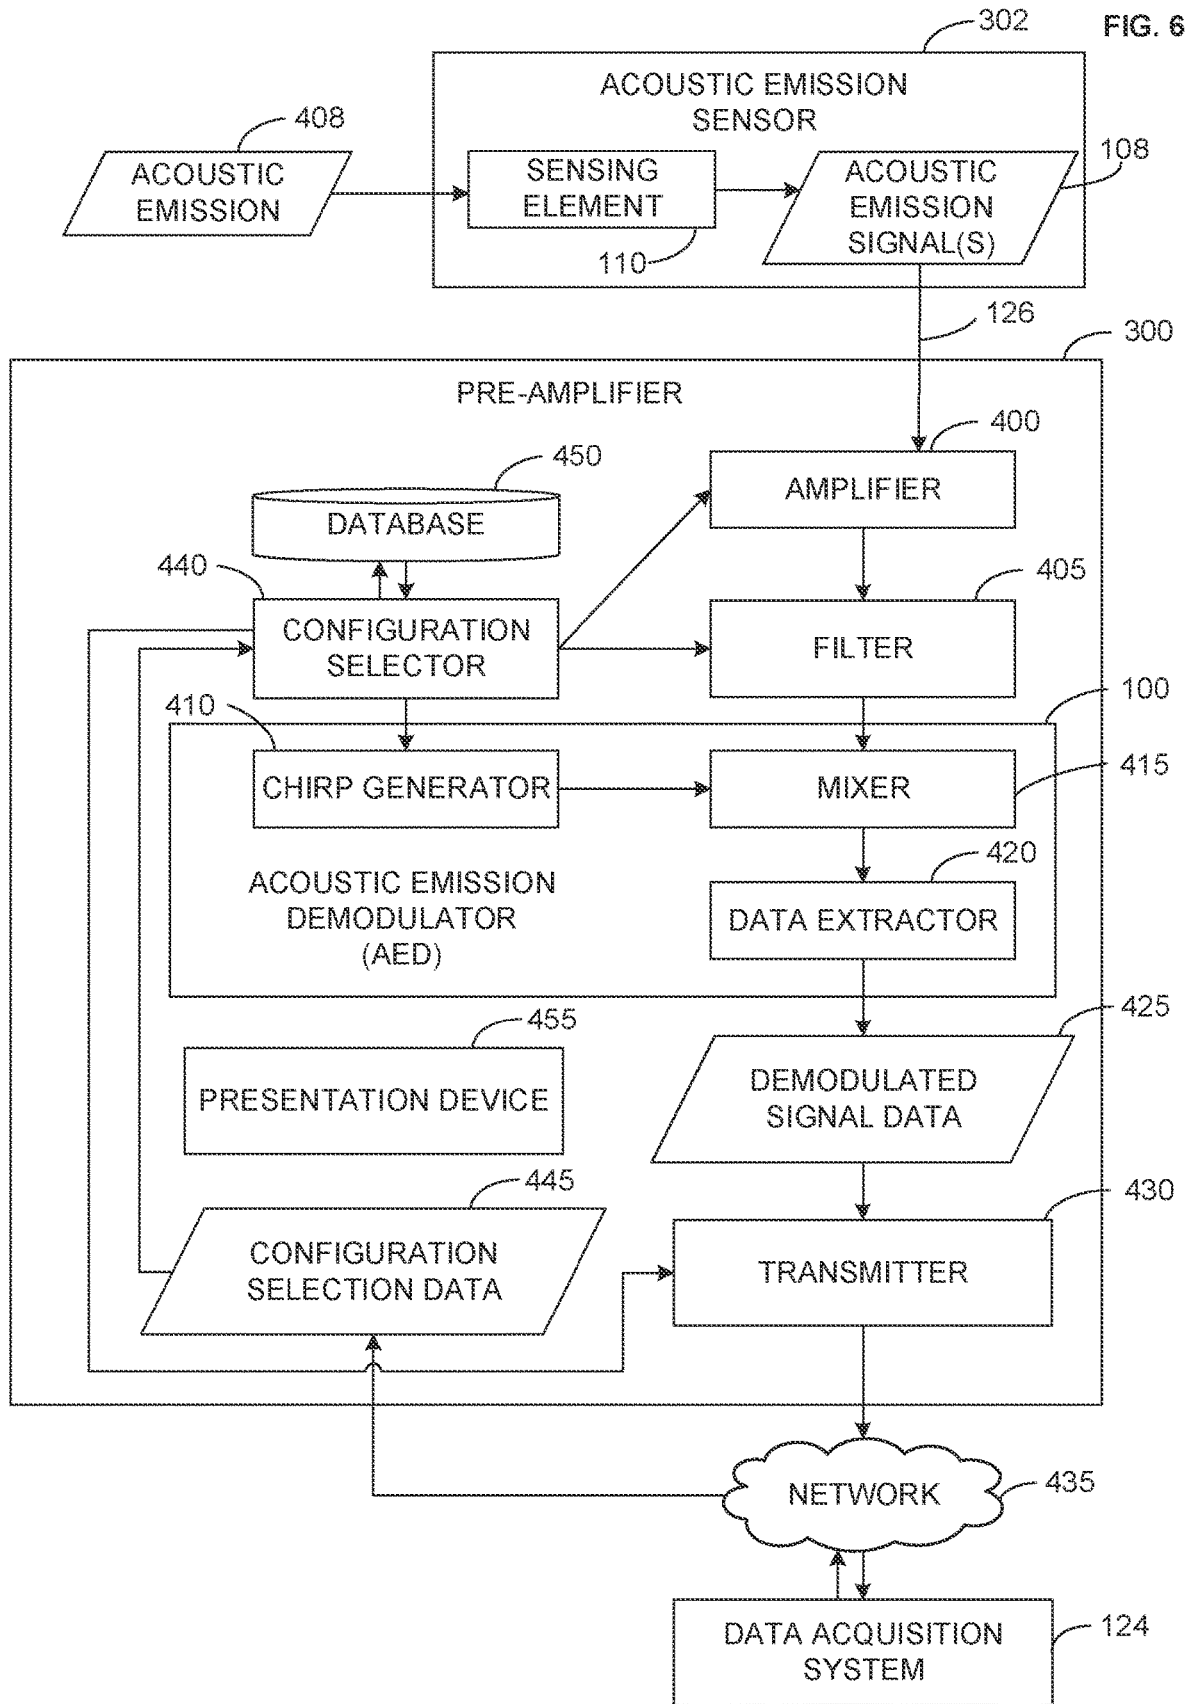 FIG. 6
302
ACOUSTIC EMISSION
SENSOR
408
ACOUSTIC
EMISSION
SENSING
ELEMENT
110
ACOUSTIC
EMISSION
SIGNAL(S)
108
126
300
PRE-AMPLIFIER
400
AMPLIFIER
450
DATABASE
440
CONFIGURATION
SELECTOR
405
FILTER
100
410
CHIRP GENERATOR
MIXER
415
ACOUSTIC EMISSION
DEMODULATOR
(AED)
420
DATA EXTRACTOR
455
PRESENTATION DEVICE
425
DEMODULATED
SIGNAL DATA
445
CONFIGURATION
SELECTION DATA
430
TRANSMITTER
NETWORK
435
DATA ACQUISITION
SYSTEM
124